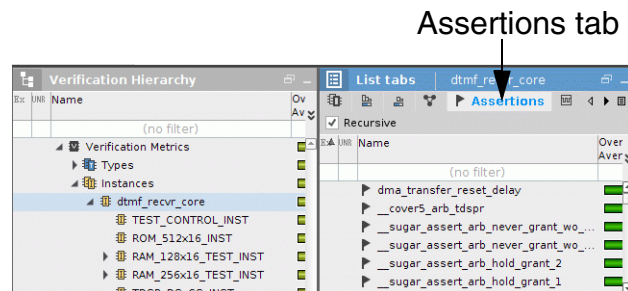 Assertions tab
Verification Hierarchy
Ex UNR Name Ov Av
(no filter)
Verification Metrics
Types
Instances
dtmf_recvr_core
TEST_CONTROL_INST
ROM_512x16_INST
RAM_128x16_TEST_INST
RAM_256x16_TEST_INST
List tabs dtmf_recvr_core
Assertions
Recursive
UNR Name Over Aver
(no filter)
dma_transfer_reset_delay
__cover5_arb_tdspr
__sugar_assert_arb_never_grant_wo_...
__sugar_assert_arb_never_grant_wo_...
__sugar_assert_arb_hold_grant_2
__sugar_assert_arb_hold_grant_1